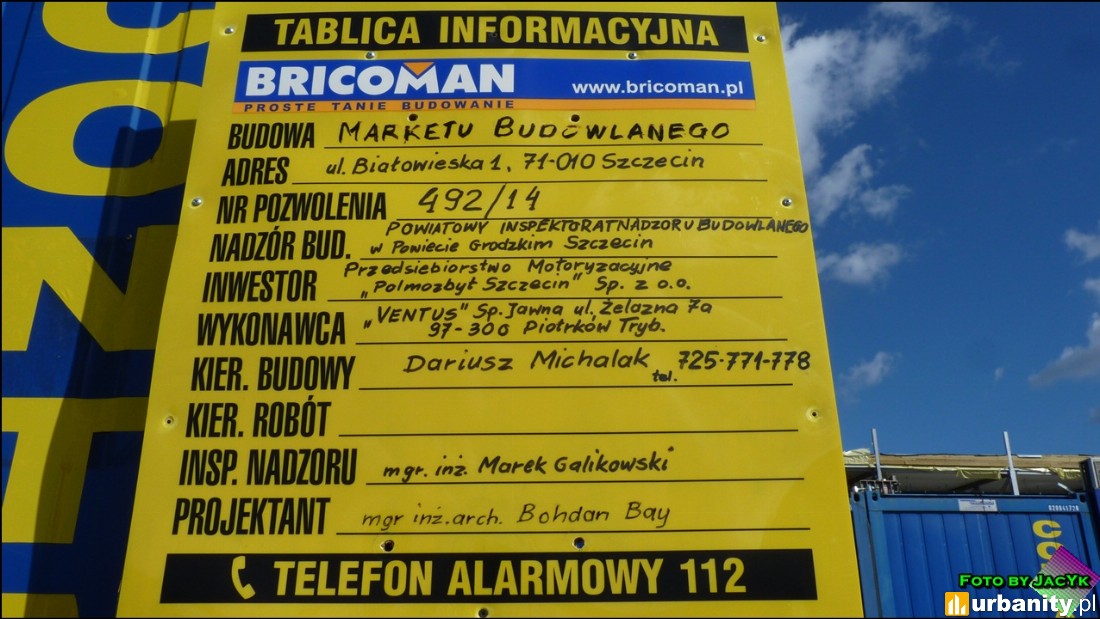 TABLICA INFORMACYJNA
BRICOMAN
PROSTE TANIE BUDOWANIE
www.bricoman.pl
BUDOWA MARKETU BUDOWLANEGO
ADRES ul. Białowieska 1, 71-010 Szczecin
NR POZWOLENIA 492/14
NADZÓR BUD. POWIATOWY INSPEKTORAT NADZORU BUDOWLANEGO
w Powiecie Grodzkim Szczecin
INWESTOR Przedsiebiorstwo Motoryzacyjne
„Polmozbyt Szczecin" Sp. z o.o.
WYKONAWCA „VENTUS" Sp. Jawna ul. Żelazna 7a
97-300 Piotrków Tryb.
KIER. BUDOWY Dariusz Michalak tel. 725-771-778
KIER. ROBÓT
INSP. NADZORU mgr. inż. Marek Galikowski
PROJEKTANT mgr inż. arch. Bohdan Bay
TELEFON ALARMOWY 112
FOTO BY JACYK
urbanity.pl